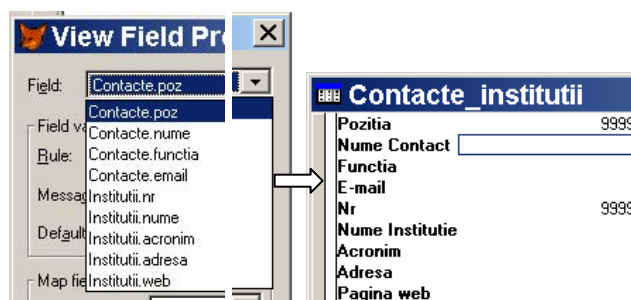 View Field Pr
Field:
Contacte.poz
Contacte.poz
Field va
Contacte.nume
Rule:
Contacte.functia
Contacte.email
Messag
Institutii.nr
Institutii.nume
Default
Institutii.acronim
Institutii.adresa
Map fie
Institutii.web
Contacte_institutii
Pozitia 9999
Nume Contact
Functia
E-mail
Nr 9999
Nume Institutie
Acronim
Adresa
Pagina web